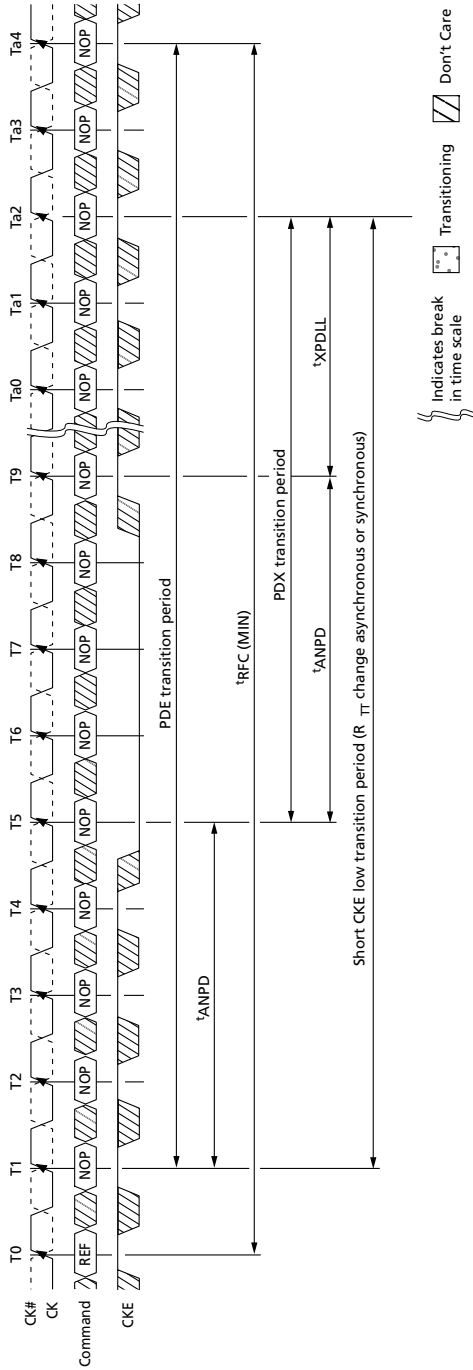 T0 T1 T2 T3 T4 T5 T6 T7 T8 T9 Ta0 Ta1 Ta2 Ta3 Ta4
CK#
CK
Command REF NOP NOP NOP NOP NOP NOP NOP NOP NOP NOP NOP NOP NOP NOP
CKE
PDE transition period
tANPD
tRFC (MIN)
PDX transition period
tANPD tXPDLL
Short CKE low transition period (R TT change asynchronous or synchronous)
Indicates break
in time scale
Transitioning
Don't Care